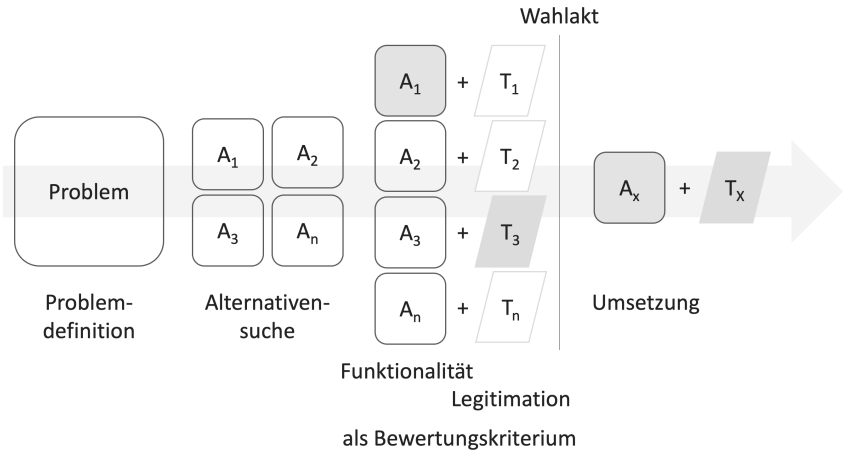 Wahlakt
Problem
A1
A2
A3
An
A1 + T1
A2 + T2
A3 + T3
An + Tn
Ax + TX
Problem-
definition
Alternativen-
suche
Umsetzung
Funktionalität
Legitimation
als Bewertungskriterium